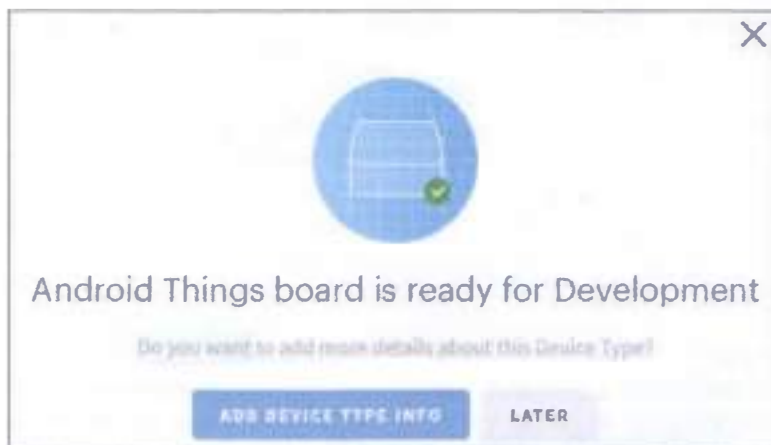 Android Things board is ready for Development
Do you want to add more details about this Device Type?
ADD DEVICE TYPE INFO
LATER